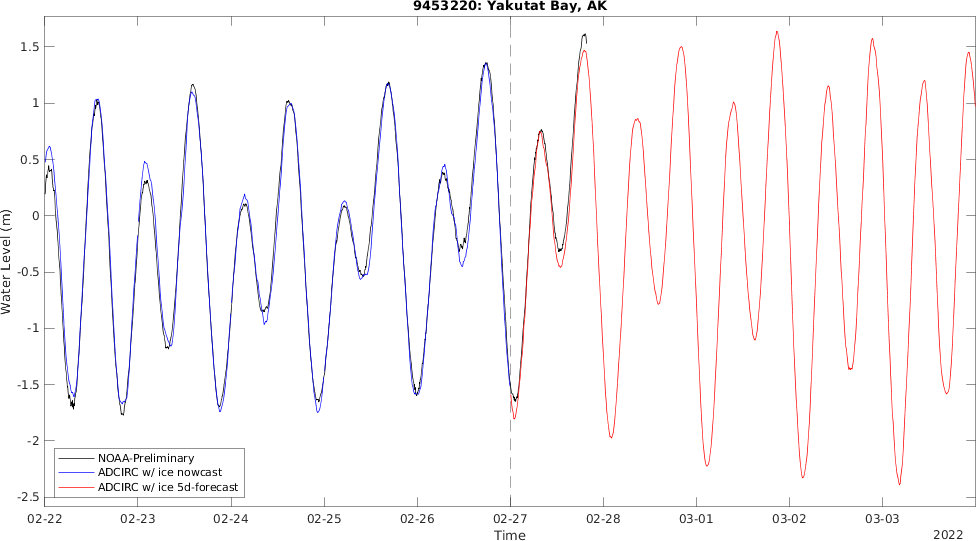 9453220: Yakutat Bay, AK
Water Level (m)
1.5
1
0.5
0
-0.5
-1
-1.5
-2
-2.5
NOAA-Preliminary
ADCIRC w/ ice nowcast
ADCIRC w/ ice 5d-forecast
02-22 02-23 02-24 02-25 02-26 02-27 02-28 03-01 03-02 03-03
Time
2022